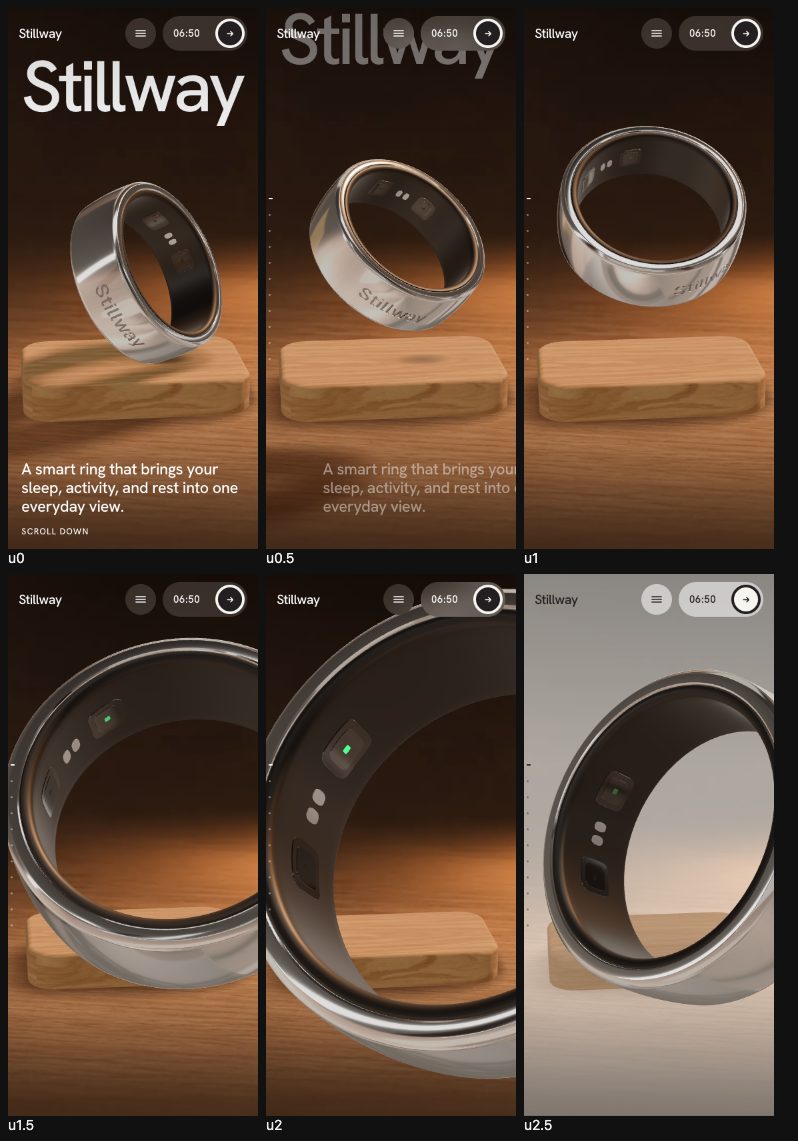 Stillway
06:50
Stillway
Stillway
A smart ring that brings your
sleep, activity, and rest into one
everyday view.
SCROLL DOWN
u0
Stillway
06:50
Stillway
Stillway
A smart ring that brings your
sleep, activity, and rest into
everyday view.
u0.5
Stillway
06:50
Stillway
u1
Stillway
06:50
u1.5
Stillway
06:50
u2
Stillway
06:50
u2.5